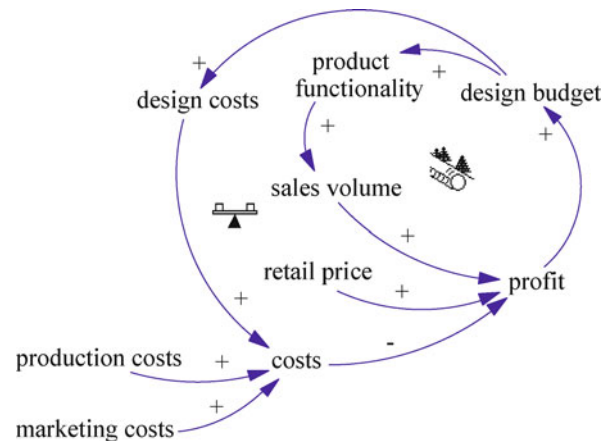 +
product
functionality
+
design costs
design budget
+
+
sales volume
+
retail price
+
profit
+
production costs
+
costs
-
marketing costs
+